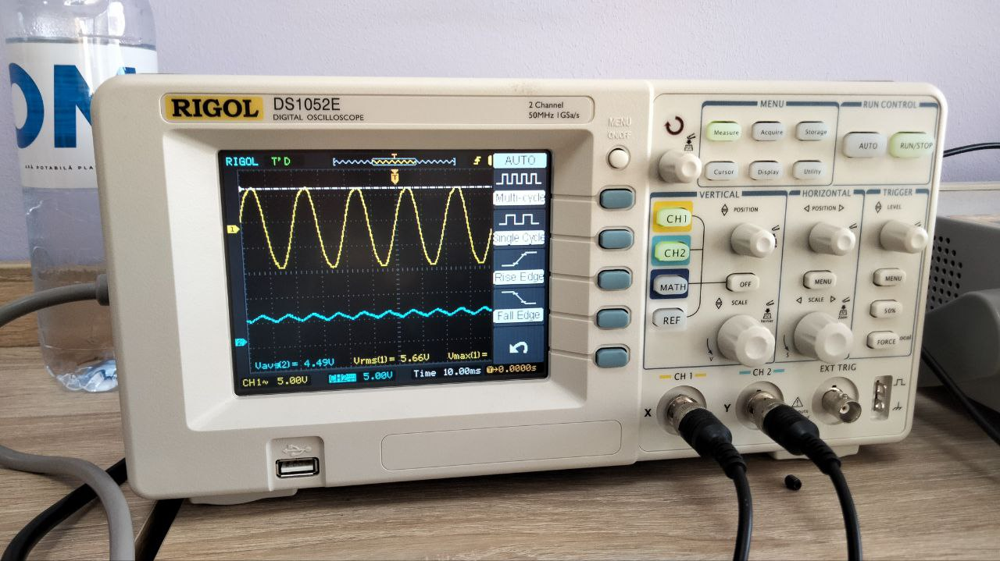 ON
RIGOL
DS1052E
DIGITAL OSCILLOSCOPE
2 Channel
50MHz 1GSa/s
MENU
ON/OFF
RIGOL
T'D
T
T
AUTO
Multi-cycle
Single Cycle
Rise Edge
Fall Edge
1
2
Vavg(2)= 4.49V
Vrms(1)= 5.66V
Vmax(1)=
CH1~ 5.00V
CH2 5.00V
Time 10.00ms
T→0.0000s
MENU
Measure
Acquire
Storage
Cursor
Display
Utility
RUN CONTROL
AUTO
RUN/STOP
VERTICAL
POSITION
CH1
CH2
MATH
REF
OFF
SCALE
HORIZONTAL
POSITION
MENU
SCALE
TRIGGER
LEVEL
MENU
50%
FORCE
CH 1
CH 2
EXT TRIG
X
Y